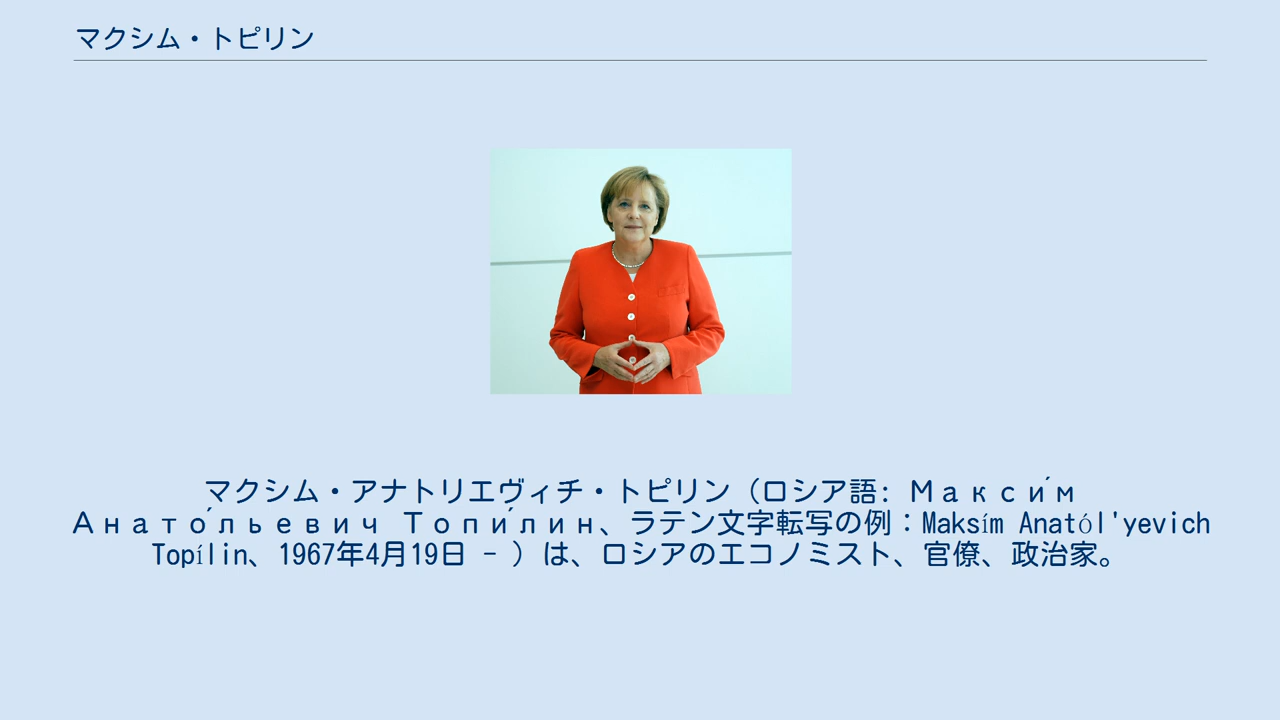 マクシム・トピリン
マクシム・アナトリエヴィチ・トピリン（ロシア語: Макси́м
Анато́льевич Топи́лин、ラテン文字転写の例：Maksím Anatól'yevich
Topílin、1967年4月19日 - ）は、ロシアのエコノミスト、官僚、政治家。